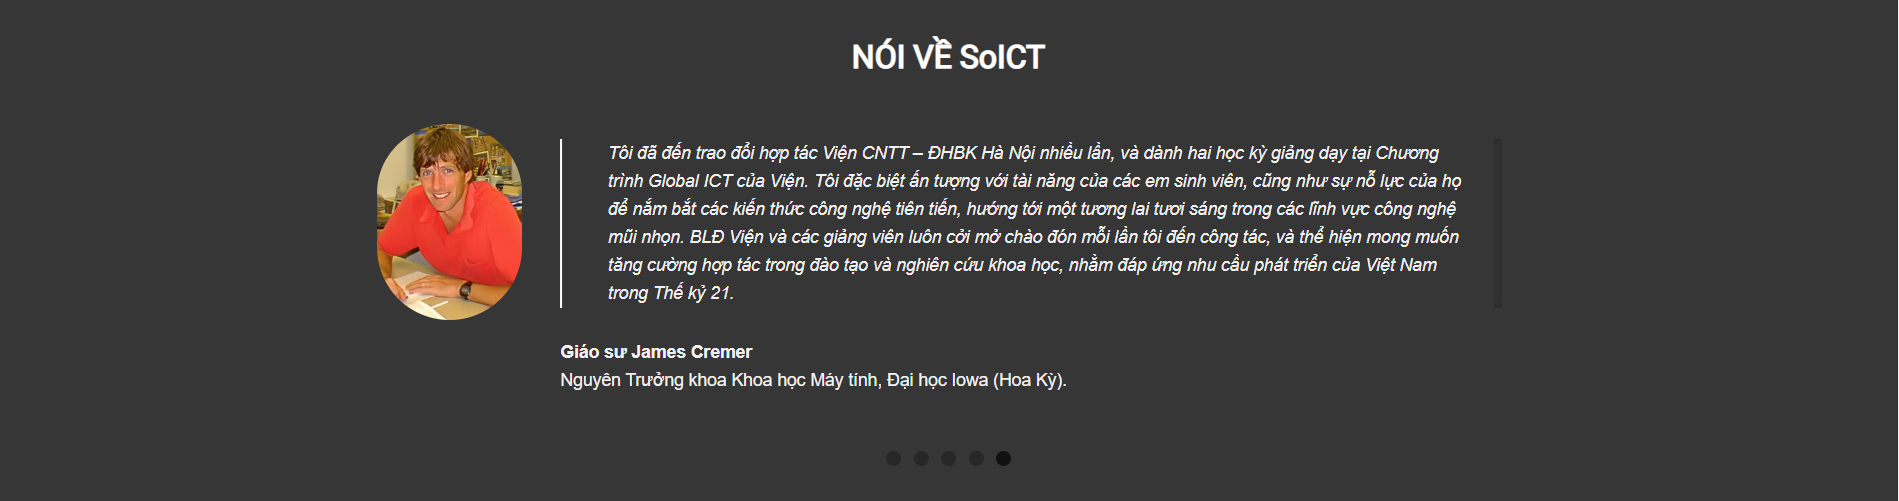 NÓI VỀ SoICT
Tôi đã đến trao đổi hợp tác Viện CNTT – ĐHBK Hà Nội nhiều lần, và dành hai học kỳ giảng dạy tại Chương
trình Global ICT của Viện. Tôi đặc biệt ấn tượng với tài năng của các em sinh viên, cũng như sự nỗ lực của họ
để nắm bắt các kiến thức công nghệ tiên tiến, hướng tới một tương lai tươi sáng trong các lĩnh vực công nghệ
mũi nhọn. BLĐ Viện và các giảng viên luôn cởi mở chào đón mỗi lần tôi đến công tác, và thể hiện mong muốn
tăng cường hợp tác trong đào tạo và nghiên cứu khoa học, nhằm đáp ứng nhu cầu phát triển của Việt Nam
trong Thế kỷ 21.
Giáo sư James Cremer
Nguyên Trưởng khoa Khoa học Máy tính, Đại học Iowa (Hoa Kỳ).